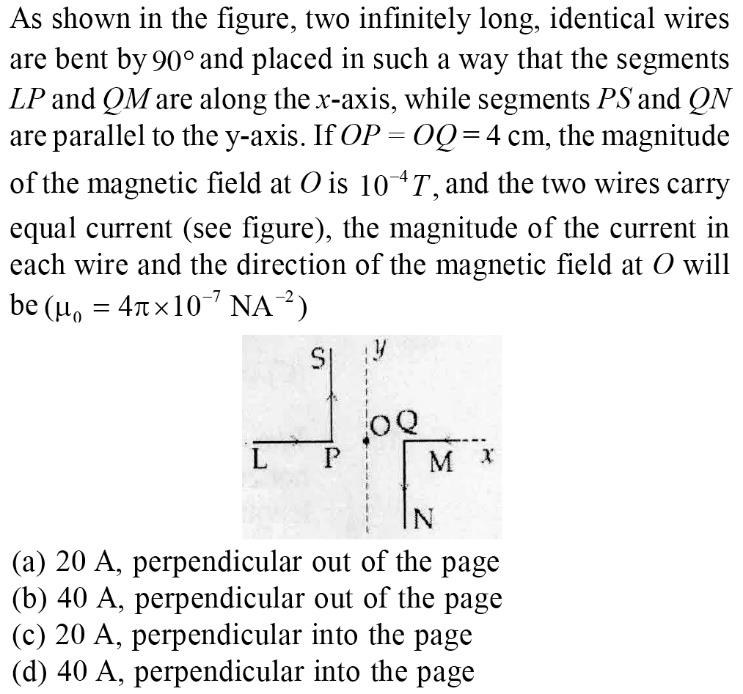 As shown in the figure, two infinitely long, identical wires
are bent by 90° and placed in such a way that the segments
LP and QM are along the x-axis, while segments PS and QN
are parallel to the y-axis. If OP = OQ = 4 cm, the magnitude
of the magnetic field at O is 10⁻⁴T, and the two wires carry
equal current (see figure), the magnitude of the current in
each wire and the direction of the magnetic field at O will
be (μ₀ = 4π×10⁻⁷ NA⁻²)
S y
O Q
L P M x
N
(a) 20 A, perpendicular out of the page
(b) 40 A, perpendicular out of the page
(c) 20 A, perpendicular into the page
(d) 40 A, perpendicular into the page